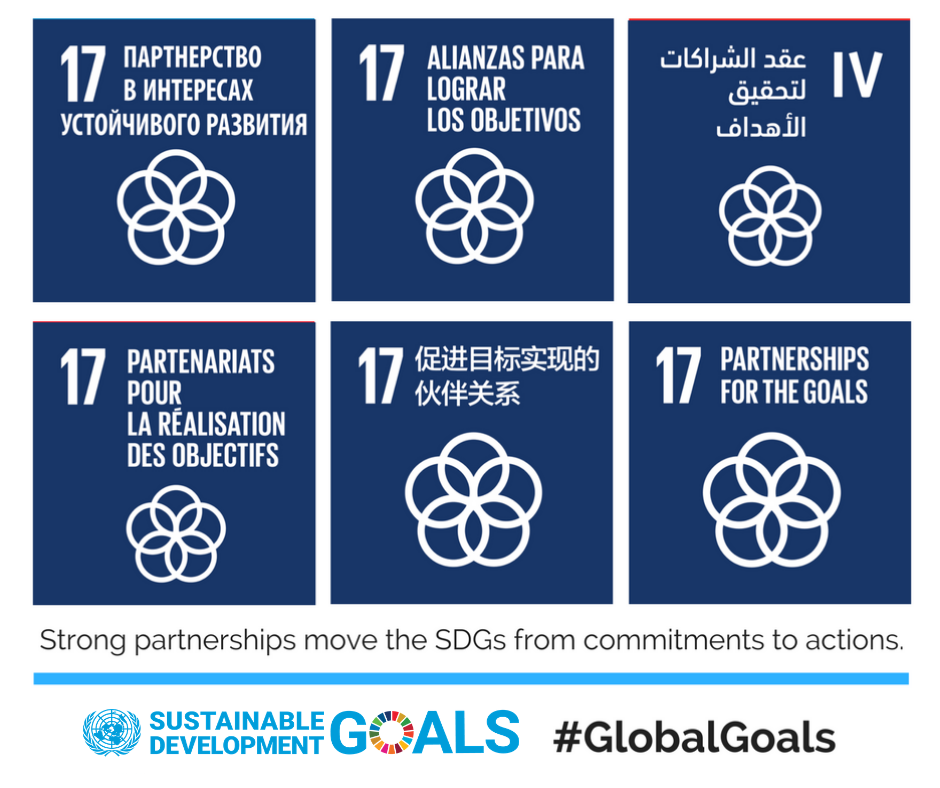 17 ПАРТНЕРСТВО
В ИНТЕРЕСАХ
УСТОЙЧИВОГО РАЗВИТИЯ
17 ALIANZAS PARA
LOGRAR
LOS OBJETIVOS
١٧ عقد الشراكات
لتحقيق
الأهداف
17 PARTENARIATS
POUR
LA RÉALISATION
DES OBJECTIFS
17 促进目标实现的
伙伴关系
17 PARTNERSHIPS
FOR THE GOALS
Strong partnerships move the SDGs from commitments to actions.
SUSTAINABLE
DEVELOPMENT GOALS
#GlobalGoals